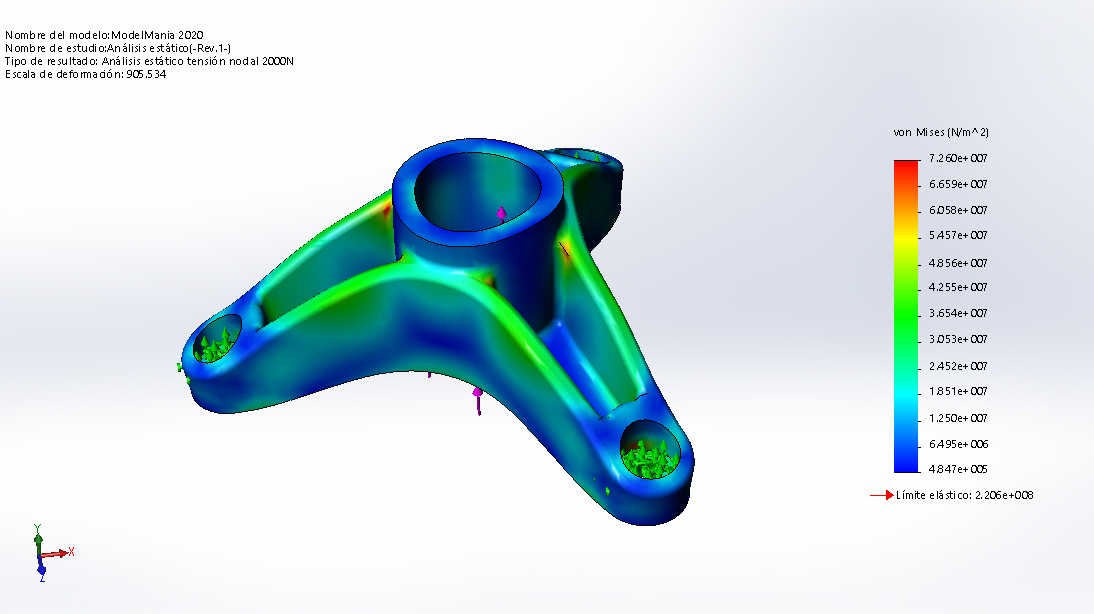 Nombre del modelo:ModelMania 2020
Nombre de estudio:Análisis estático(-Rev.1-)
Tipo de resultado: Análisis estático tensión nodal 2000N
Escala de deformación: 905.534
von Mises (N/m^2)
7.260e+007
6.659e+007
6.058e+007
5.457e+007
4.856e+007
4.255e+007
3.654e+007
3.053e+007
2.452e+007
1.851e+007
1.250e+007
6.495e+006
4.847e+005
Límite elástico: 2.206e+008
Y
X
Z